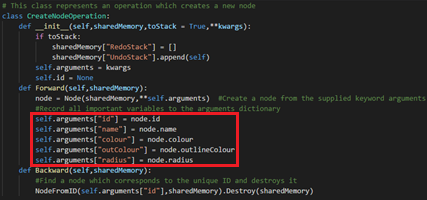 # This class represents an operation which creates a new node
class CreateNodeOperation:
def __init__(self,sharedMemory,toStack = True,**kwargs):
if toStack:
sharedMemory["RedoStack"] = []
sharedMemory["UndoStack"].append(self)
self.arguments = kwargs
self.id = None
def Forward(self,sharedMemory):
node = Node(sharedMemory,**self.arguments) #Create a node from the supplied keyword arguments
#Record all important variables to the arguments dictionary
self.arguments["id"] = node.id
self.arguments["name"] = node.name
self.arguments["colour"] = node.colour
self.arguments["outColour"] = node.outlineColour
self.arguments["radius"] = node.radius
def Backward(self,sharedMemory):
#Find a node which corresponds to the unique ID and destroys it
NodeFromID(self.arguments["id"],sharedMemory).Destroy(sharedMemory)